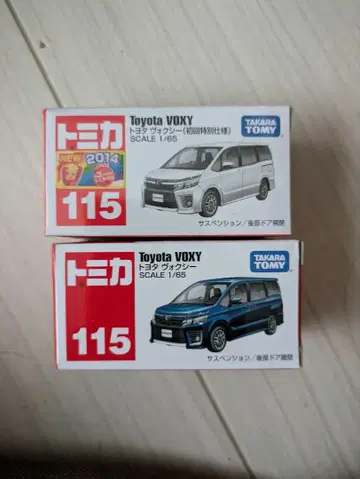 トミカ
NEW
2014
115
Toyota VOXY
トヨタ ヴォクシー(初回特別仕様)
SCALE 1/65
TAKARA
TOMY
サスペンション/後部ドア開閉
トミカ
115
Toyota VOXY
トヨタ ヴォクシー
SCALE 1/65
TAKARA
TOMY
サスペンション/後部ドア開閉